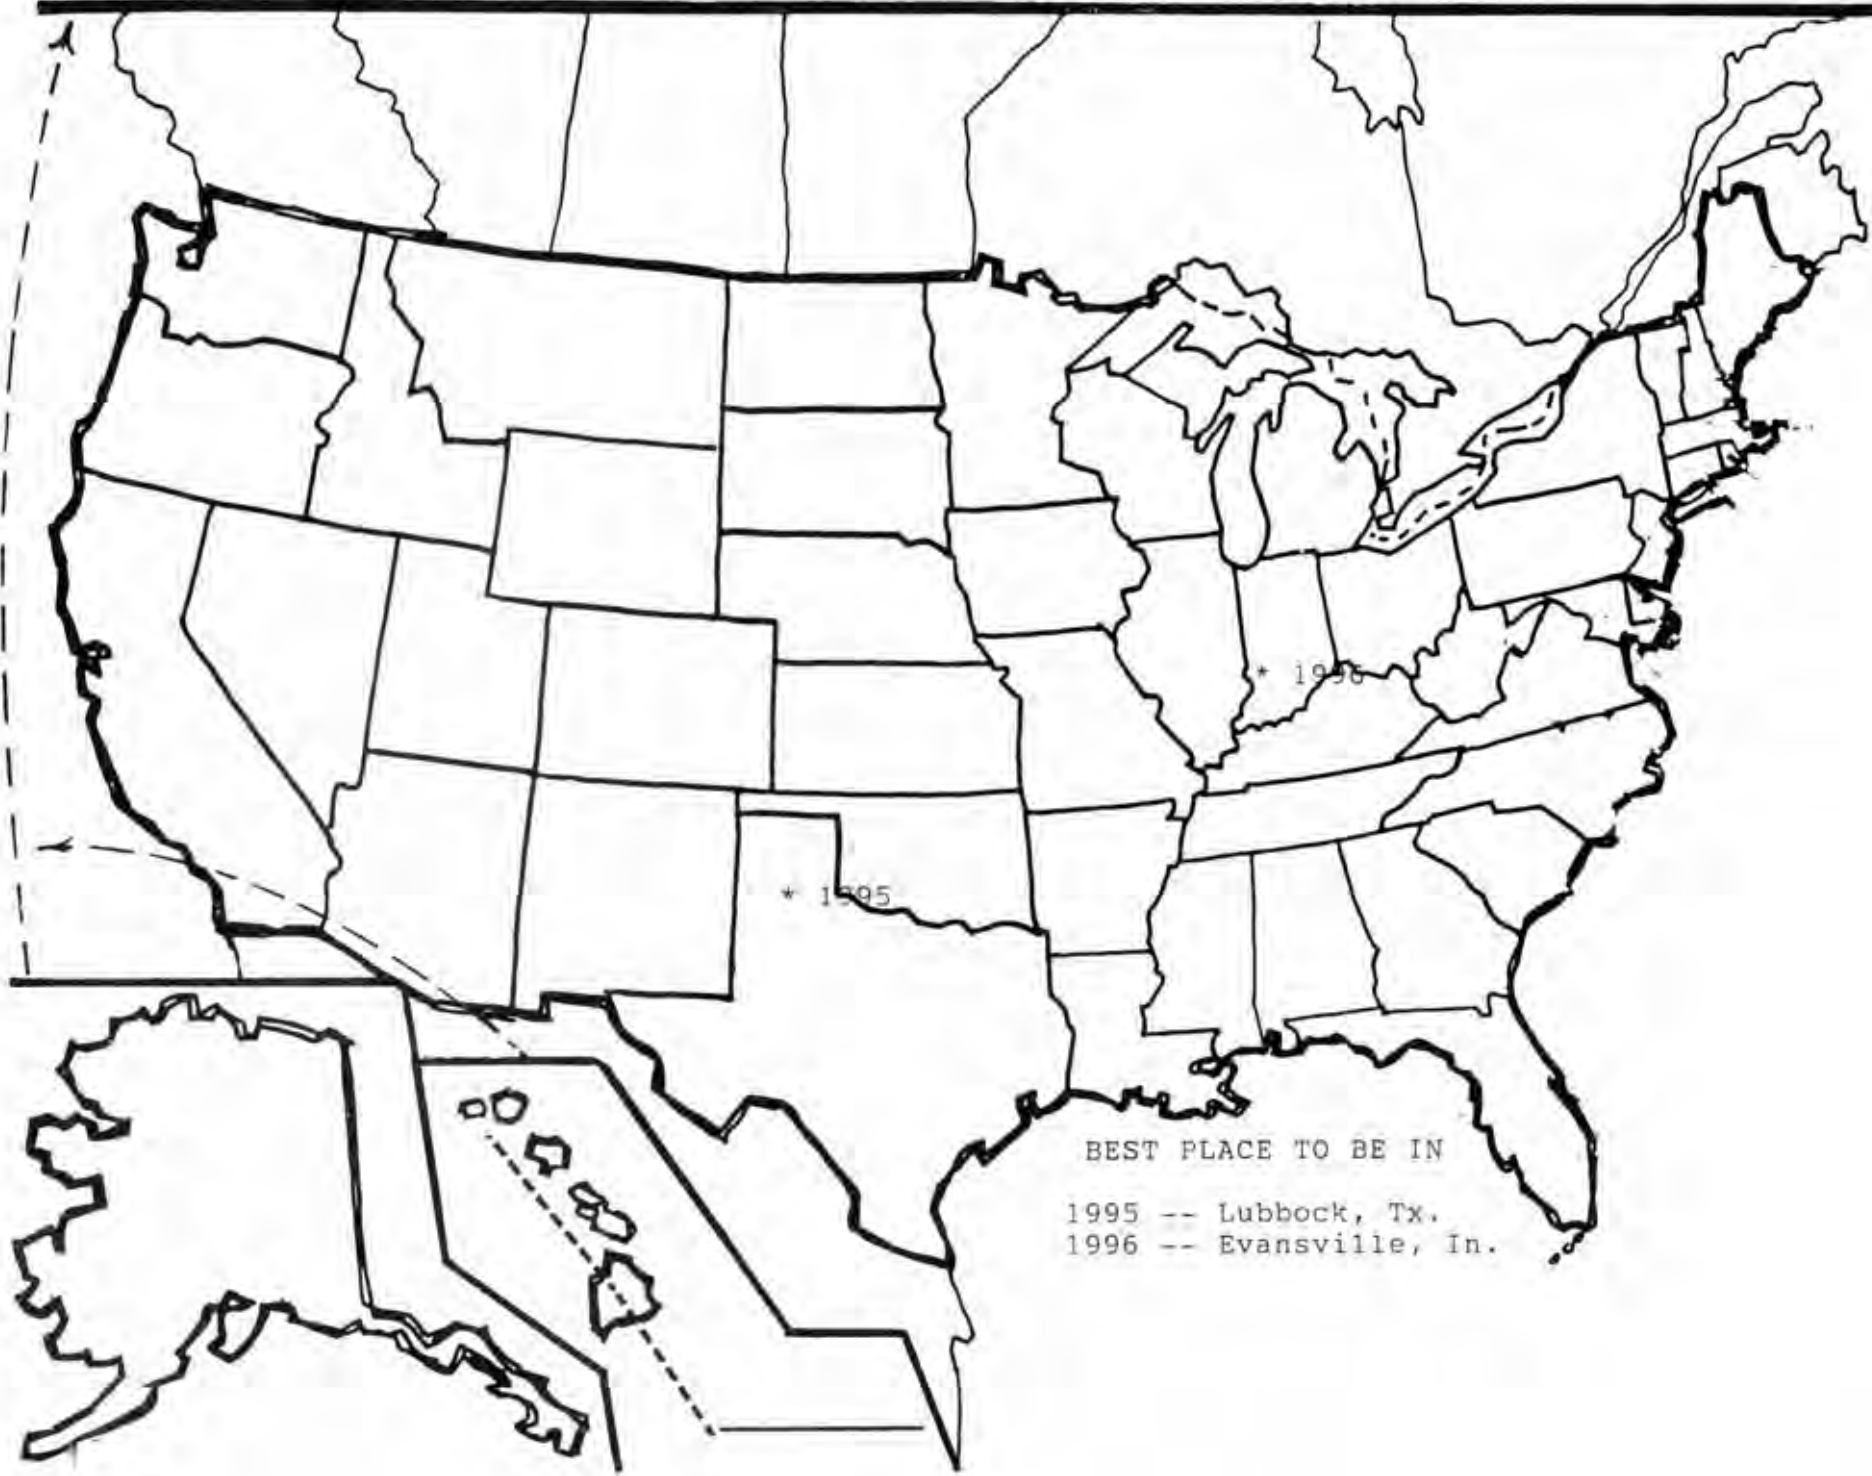 * 1996
* 1995
BEST PLACE TO BE IN
1995 -- Lubbock, Tx.
1996 -- Evansville, In.